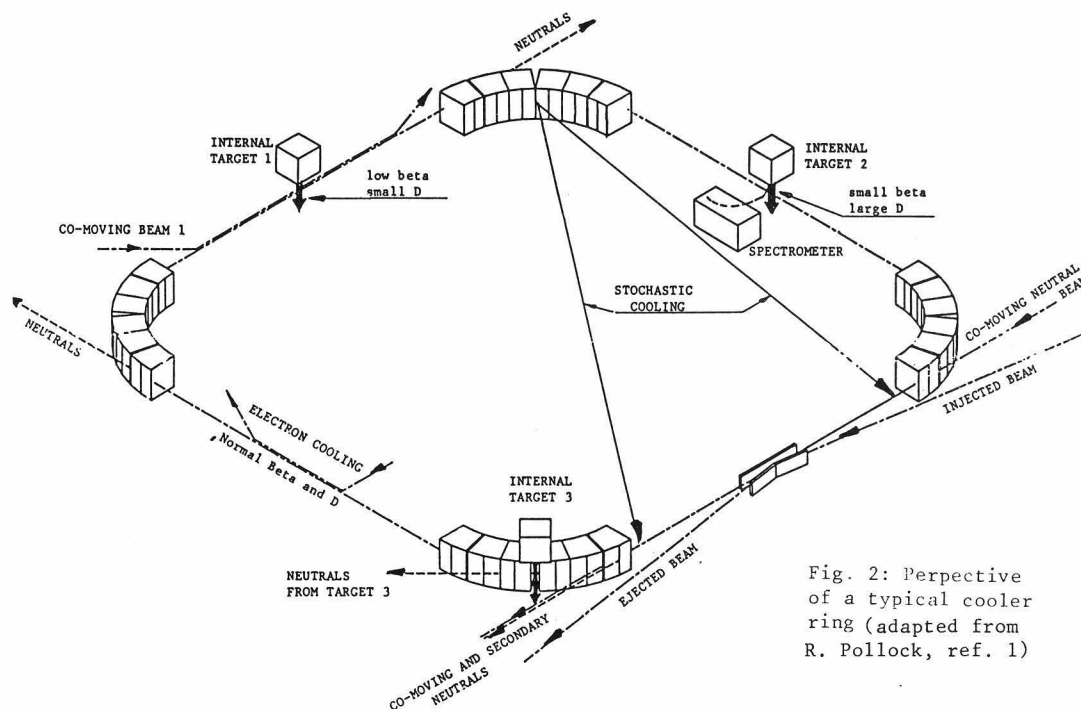 NEUTRALS
INTERNAL
TARGET 1
low beta
small D
INTERNAL
TARGET 2
small beta
large D
SPECTROMETER
CO-MOVING BEAM 1
STOCHASTIC
COOLING
CO-MOVING NEUTRAL
BEAM
INJECTED BEAM
NEUTRALS
ELECTRON COOLING
Normal Beta and D
INTERNAL
TARGET 3
NEUTRALS
FROM TARGET 3
EJECTED BEAM
CO-MOVING AND SECONDARY
NEUTRALS
Fig. 2: Perpective
of a typical cooler
ring (adapted from
R. Pollock, ref. 1)